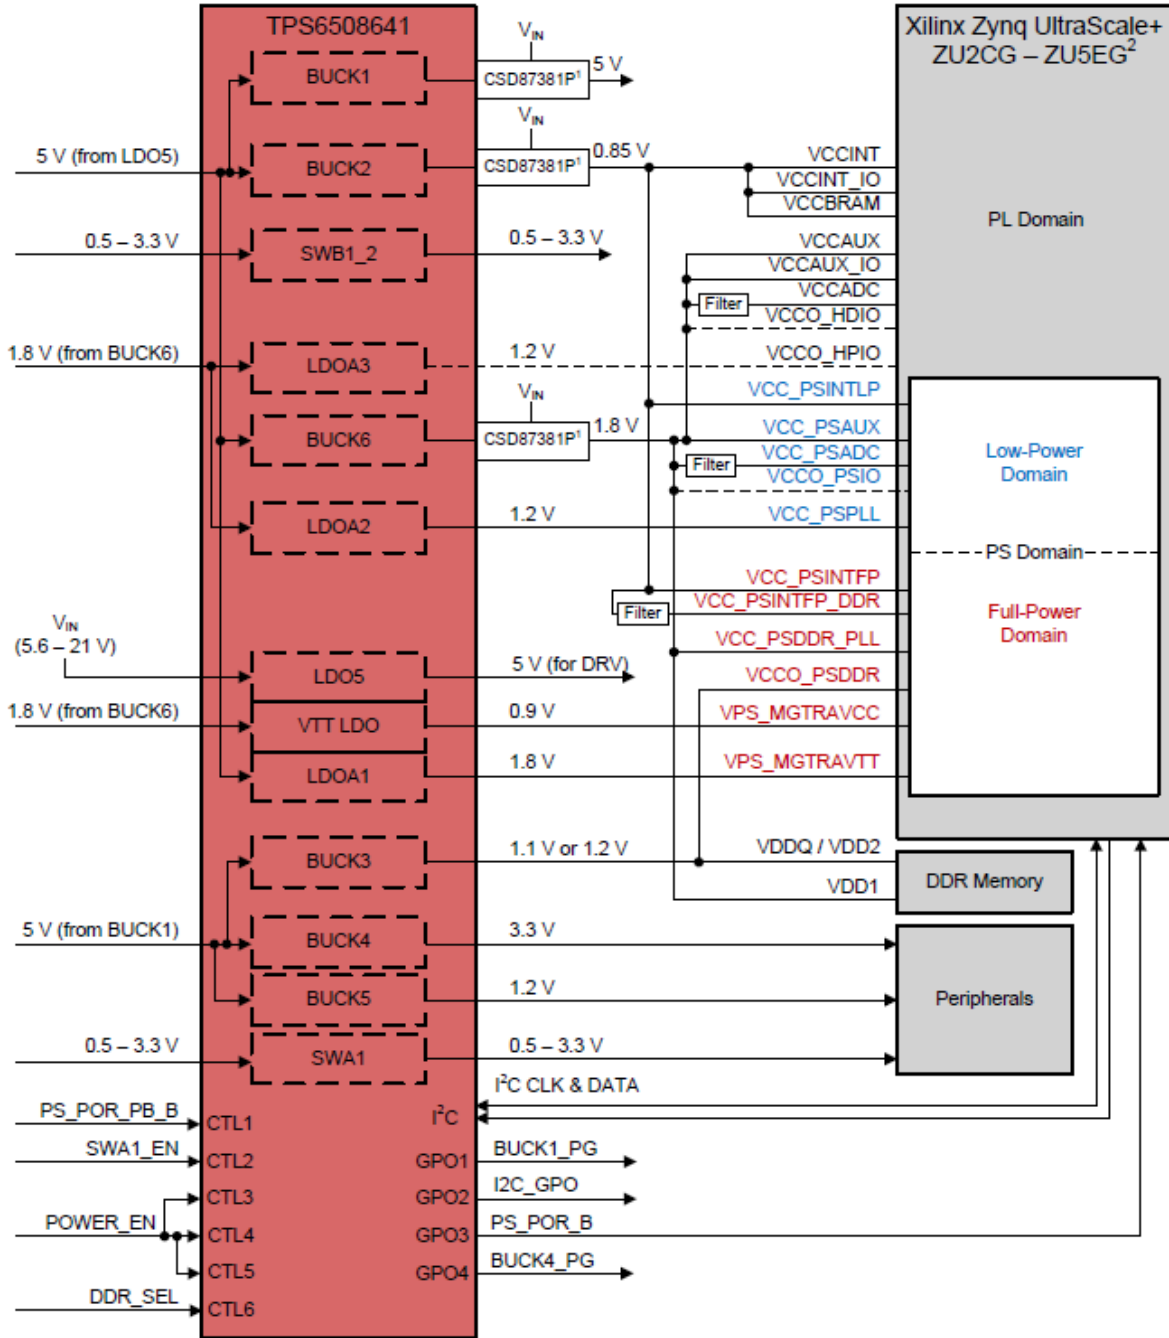 TPS6508641
Xilinx Zynq UltraScale+
ZU2CG – ZU5EG²
V_IN
BUCK1
CSD87381P¹
5 V
V_IN
5 V (from LDO5)
BUCK2
CSD87381P¹
0.85 V
VCCINT
VCCINT_IO
VCCBRAM
PL Domain
0.5 – 3.3 V
SWB1_2
0.5 – 3.3 V
VCCAUX
VCCAUX_IO
Filter
VCCADC
VCCO_HDIO
1.8 V (from BUCK6)
LDOA3
1.2 V
VCCO_HPIO
V_IN
VCC_PSINTLP
BUCK6
CSD87381P¹
1.8 V
VCC_PSAUX
Filter
VCC_PSADC
VCCO_PSIO
Low-Power
Domain
LDOA2
1.2 V
VCC_PSPLL
PS Domain
VCC_PSINTFP
Filter
VCC_PSINTFP_DDR
Full-Power
Domain
V_IN
(5.6 – 21 V)
VCC_PSDDR_PLL
LDO5
5 V (for DRV)
VCCO_PSDDR
1.8 V (from BUCK6)
VTT LDO
0.9 V
VPS_MGTRAVCC
LDOA1
1.8 V
VPS_MGTRAVTT
BUCK3
1.1 V or 1.2 V
VDDQ / VDD2
VDD1
DDR Memory
5 V (from BUCK1)
BUCK4
3.3 V
BUCK5
1.2 V
Peripherals
0.5 – 3.3 V
SWA1
0.5 – 3.3 V
I²C CLK & DATA
PS_POR_PB_B
CTL1
I²C
SWA1_EN
CTL2
GPO1
BUCK1_PG
CTL3
GPO2
I2C_GPO
POWER_EN
CTL4
GPO3
PS_POR_B
CTL5
GPO4
BUCK4_PG
DDR_SEL
CTL6